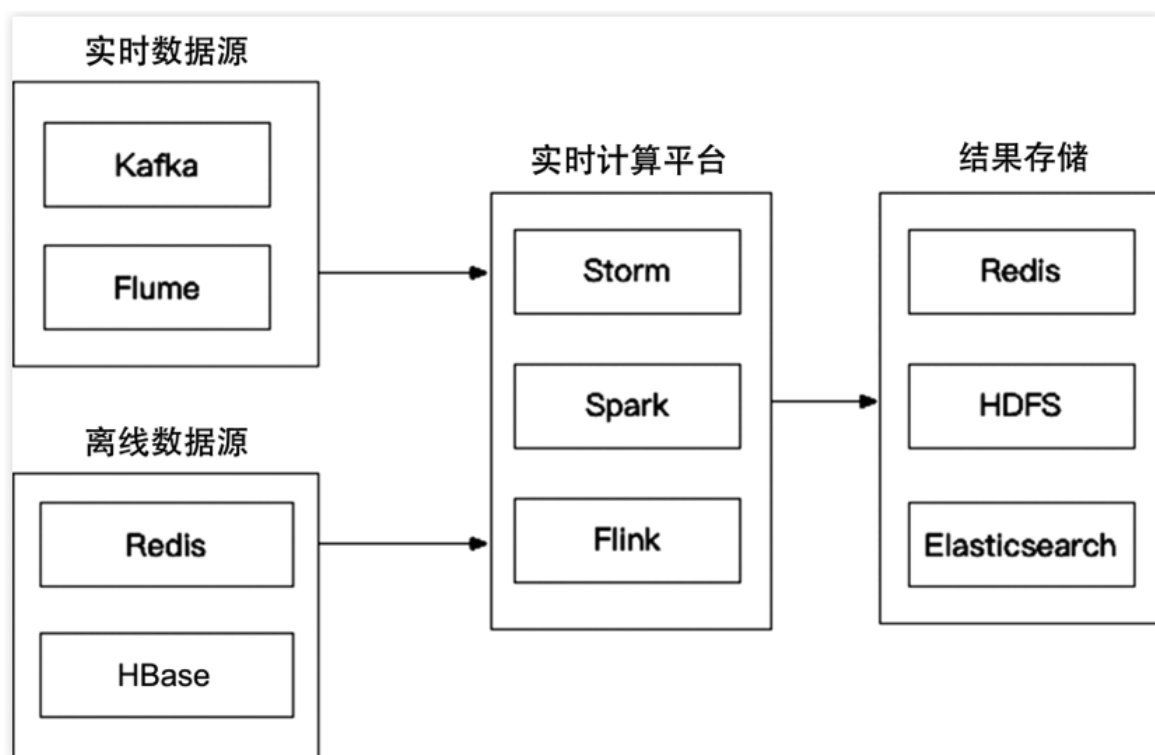 实时数据源
Kafka
Flume
离线数据源
Redis
HBase
实时计算平台
Storm
Spark
Flink
结果存储
Redis
HDFS
Elasticsearch